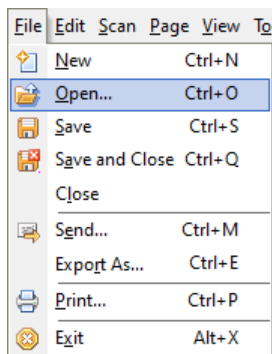 File Edit Scan Page View To
New Ctrl+N
Open... Ctrl+O
Save Ctrl+S
Save and Close Ctrl+Q
Close
Send... Ctrl+M
Export As... Ctrl+E
Print... Ctrl+P
Exit Alt+X